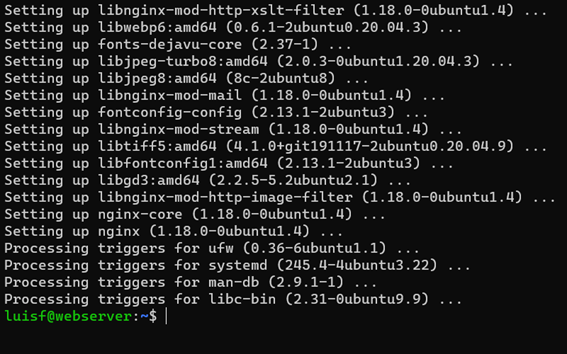 Setting up libnginx-mod-http-xslt-filter (1.18.0-0ubuntu1.4) ...
Setting up libwebp6:amd64 (0.6.1-2ubuntu0.20.04.3) ...
Setting up fonts-dejavu-core (2.37-1) ...
Setting up libjpeg-turbo8:amd64 (2.0.3-0ubuntu1.20.04.3) ...
Setting up libjpeg8:amd64 (8c-2ubuntu8) ...
Setting up libnginx-mod-mail (1.18.0-0ubuntu1.4) ...
Setting up fontconfig-config (2.13.1-2ubuntu3) ...
Setting up libnginx-mod-stream (1.18.0-0ubuntu1.4) ...
Setting up libtiff5:amd64 (4.1.0+git191117-2ubuntu0.20.04.9) ...
Setting up libfontconfig1:amd64 (2.13.1-2ubuntu3) ...
Setting up libgd3:amd64 (2.2.5-5.2ubuntu2.1) ...
Setting up libnginx-mod-http-image-filter (1.18.0-0ubuntu1.4) ...
Setting up nginx-core (1.18.0-0ubuntu1.4) ...
Setting up nginx (1.18.0-0ubuntu1.4) ...
Processing triggers for ufw (0.36-6ubuntu1.1) ...
Processing triggers for systemd (245.4-4ubuntu3.22) ...
Processing triggers for man-db (2.9.1-1) ...
Processing triggers for libc-bin (2.31-0ubuntu9.9) ...
luisf@webserver:~$